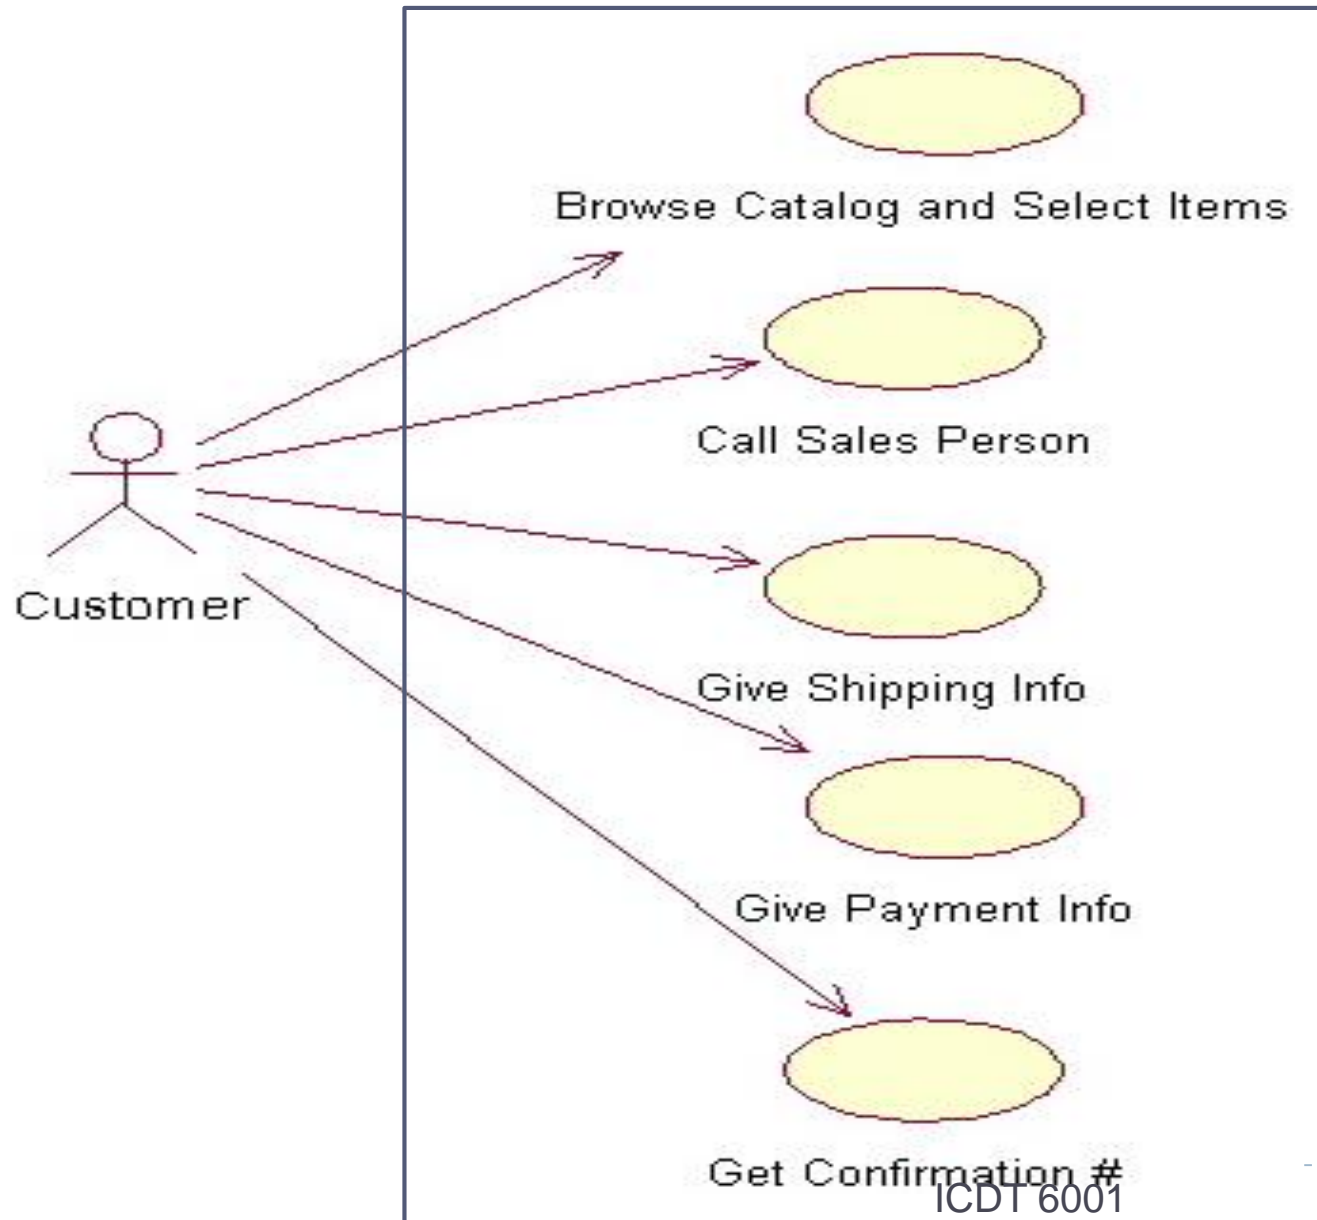 Browse Catalog and Select Items
Call Sales Person
Customer
Give Shipping Info
Give Payment Info
Get Confirmation #
ICDT 6001